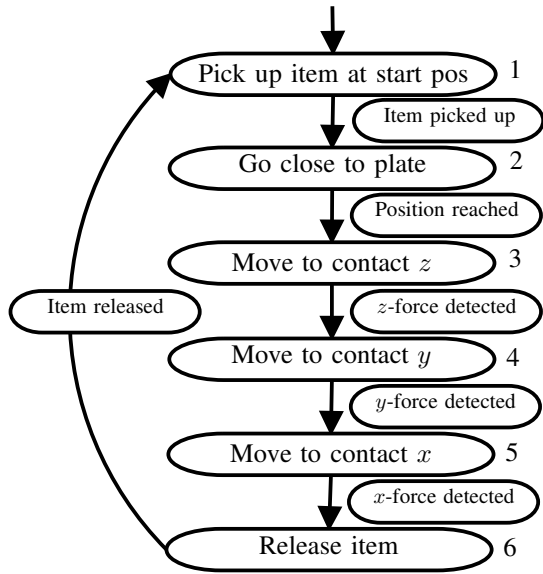 Pick up item at start pos 1
Item picked up
Go close to plate 2
Position reached
Move to contact z 3
z-force detected
Item released
Move to contact y 4
y-force detected
Move to contact x 5
x-force detected
Release item 6